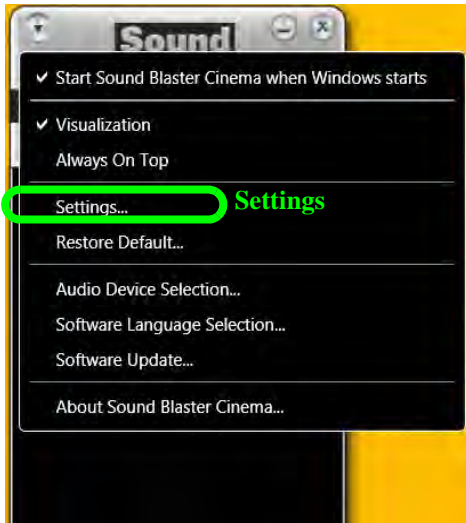 Sound
✔ Start Sound Blaster Cinema when Windows starts
✔ Visualization
Always On Top
Settings... Settings
Restore Default...
Audio Device Selection...
Software Language Selection...
Software Update...
About Sound Blaster Cinema...